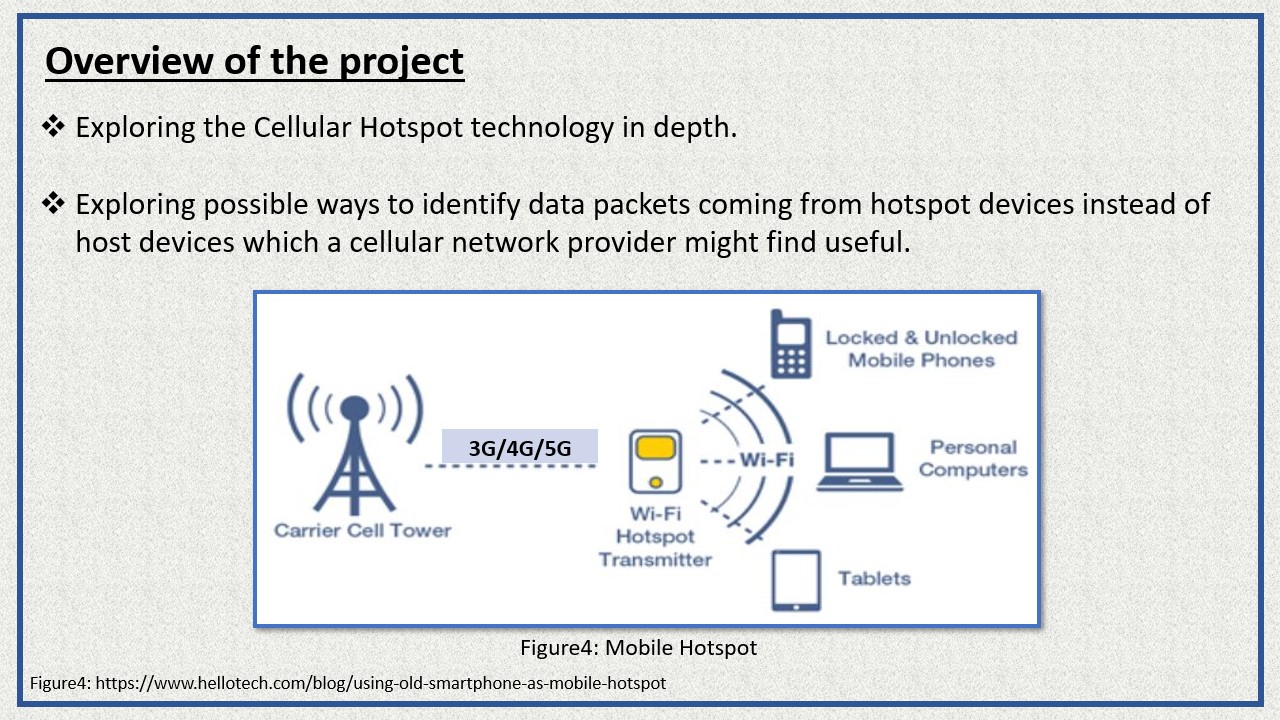 Overview of the project
❖ Exploring the Cellular Hotspot technology in depth.
❖ Exploring possible ways to identify data packets coming from hotspot devices instead of
host devices which a cellular network provider might find useful.
Locked & Unlocked
Mobile Phones
3G/4G/5G
Wi-Fi
Personal
Computers
Carrier Cell Tower
Wi-Fi
Hotspot
Transmitter
Tablets
Figure4: Mobile Hotspot
Figure4: https://www.hellotech.com/blog/using-old-smartphone-as-mobile-hotspot